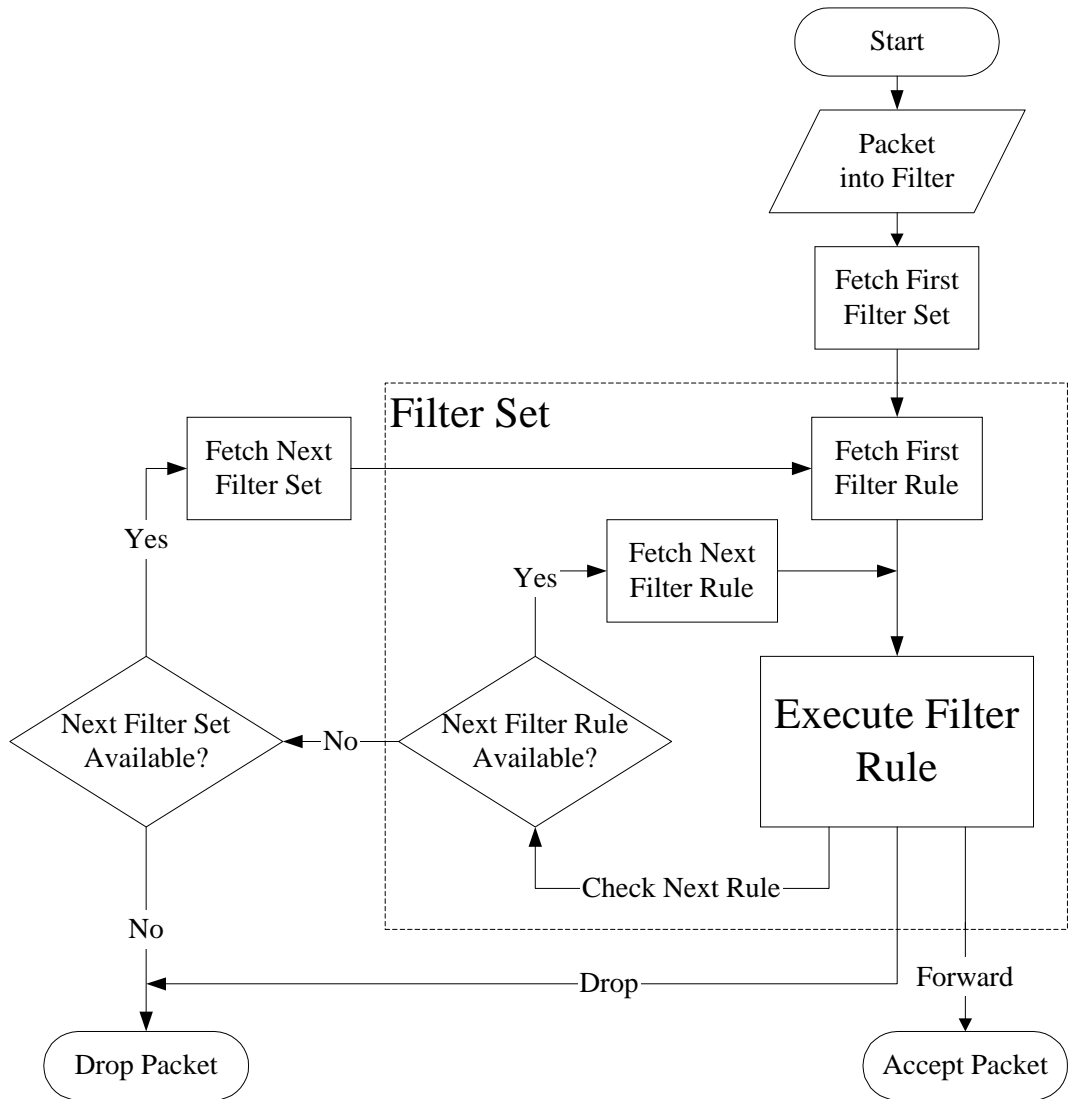 Start
Packet
into Filter
Fetch First
Filter Set
Filter Set
Fetch Next
Filter Set
Fetch First
Filter Rule
Yes
Fetch Next
Filter Rule
Yes
Next Filter Set
Available?
No
Next Filter Rule
Available?
Execute Filter
Rule
Check Next Rule
No
Drop
Forward
Drop Packet
Accept Packet